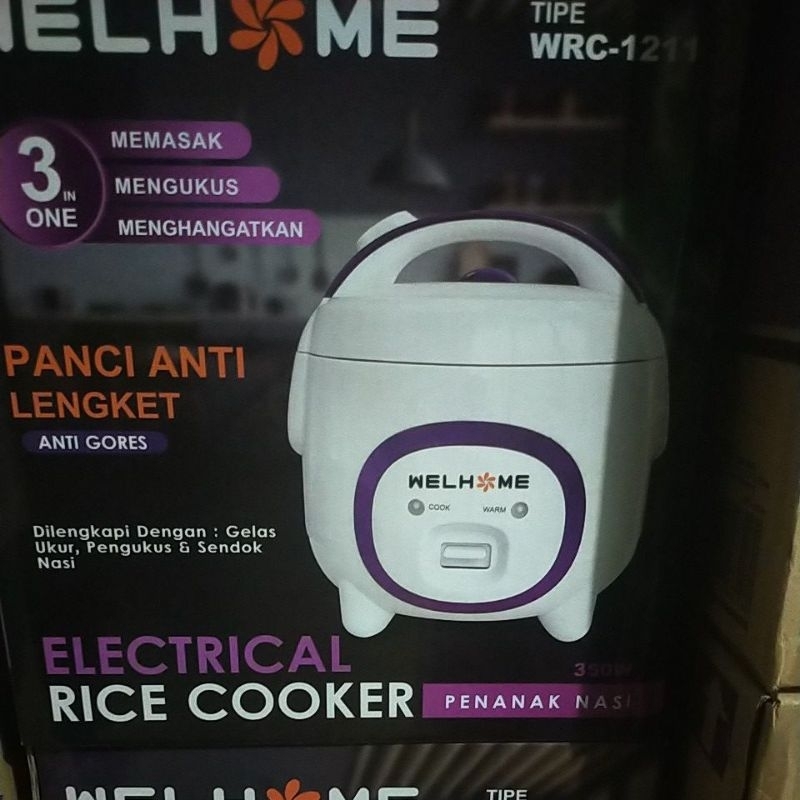 WELHOME
TIPE
WRC-1211
3 IN ONE
MEMASAK
MENGUKUS
MENGHANGATKAN
PANCI ANTI
LENGKET
ANTI GORES
WELHOME
COOK WARM
Dilengkapi Dengan : Gelas
Ukur, Pengukus & Sendok
Nasi
ELECTRICAL
350W
RICE COOKER
PENANAK NASI
WELHOME
TIPE